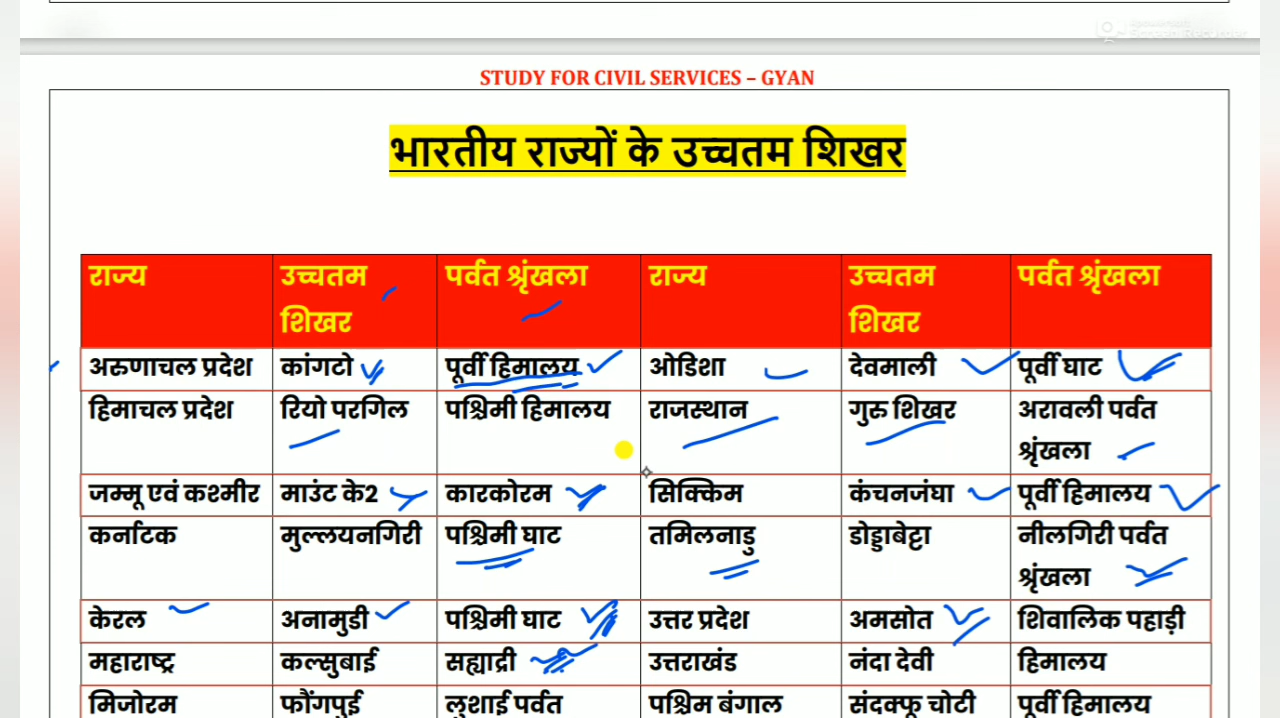 Apowersoft
Screen Recorder
STUDY FOR CIVIL SERVICES – GYAN
भारतीय राज्यों के उच्चतम शिखर
राज्य उच्चतम शिखर पर्वत श्रृंखला राज्य उच्चतम शिखर पर्वत श्रृंखला
अरुणाचल प्रदेश कांगटो पूर्वी हिमालय ओडिशा देवमाली पूर्वी घाट
हिमाचल प्रदेश रियो परगिल पश्चिमी हिमालय राजस्थान गुरु शिखर अरावली पर्वत श्रृंखला
जम्मू एवं कश्मीर माउंट के2 कारकोरम सिक्किम कंचनजंघा पूर्वी हिमालय
कर्नाटक मुल्लयनगिरी पश्चिमी घाट तमिलनाडु डोड्डाबेट्टा नीलगिरी पर्वत श्रृंखला
केरल अनामुडी पश्चिमी घाट उत्तर प्रदेश अमसोत शिवालिक पहाड़ी
महाराष्ट्र कल्सुबाई सह्याद्री उत्तराखंड नंदा देवी हिमालय
मिजोरम फौंगपुई लुशाई पर्वत पश्चिम बंगाल संदक्फू चोटी पूर्वी हिमालय